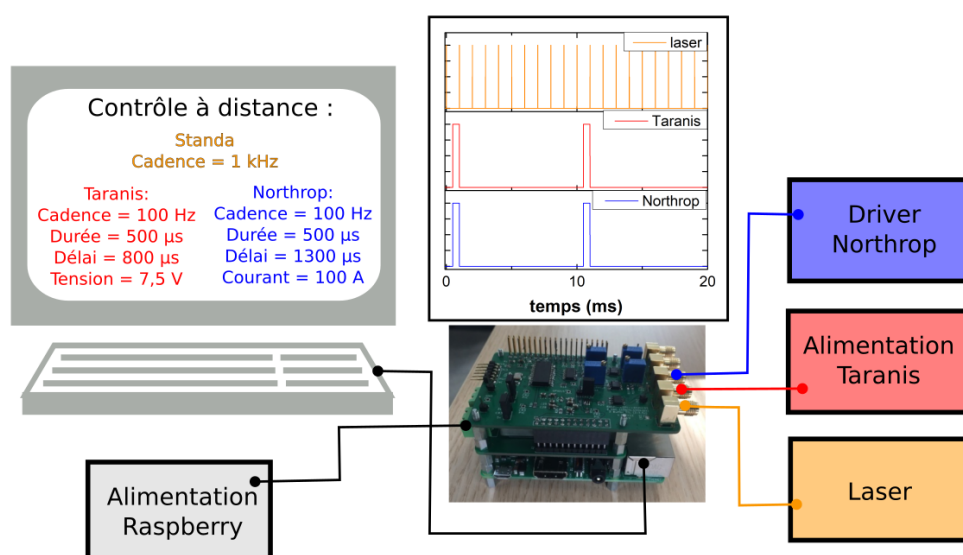 Contrôle à distance :
Standa
Cadence = 1 kHz
Taranis:
Cadence = 100 Hz
Durée = 500 µs
Délai = 800 µs
Tension = 7,5 V
Northrop:
Cadence = 100 Hz
Durée = 500 µs
Délai = 1300 µs
Courant = 100 A
laser
Taranis
Northrop
0
10
20
temps (ms)
Driver
Northrop
Alimentation
Taranis
Laser
Alimentation
Raspberry